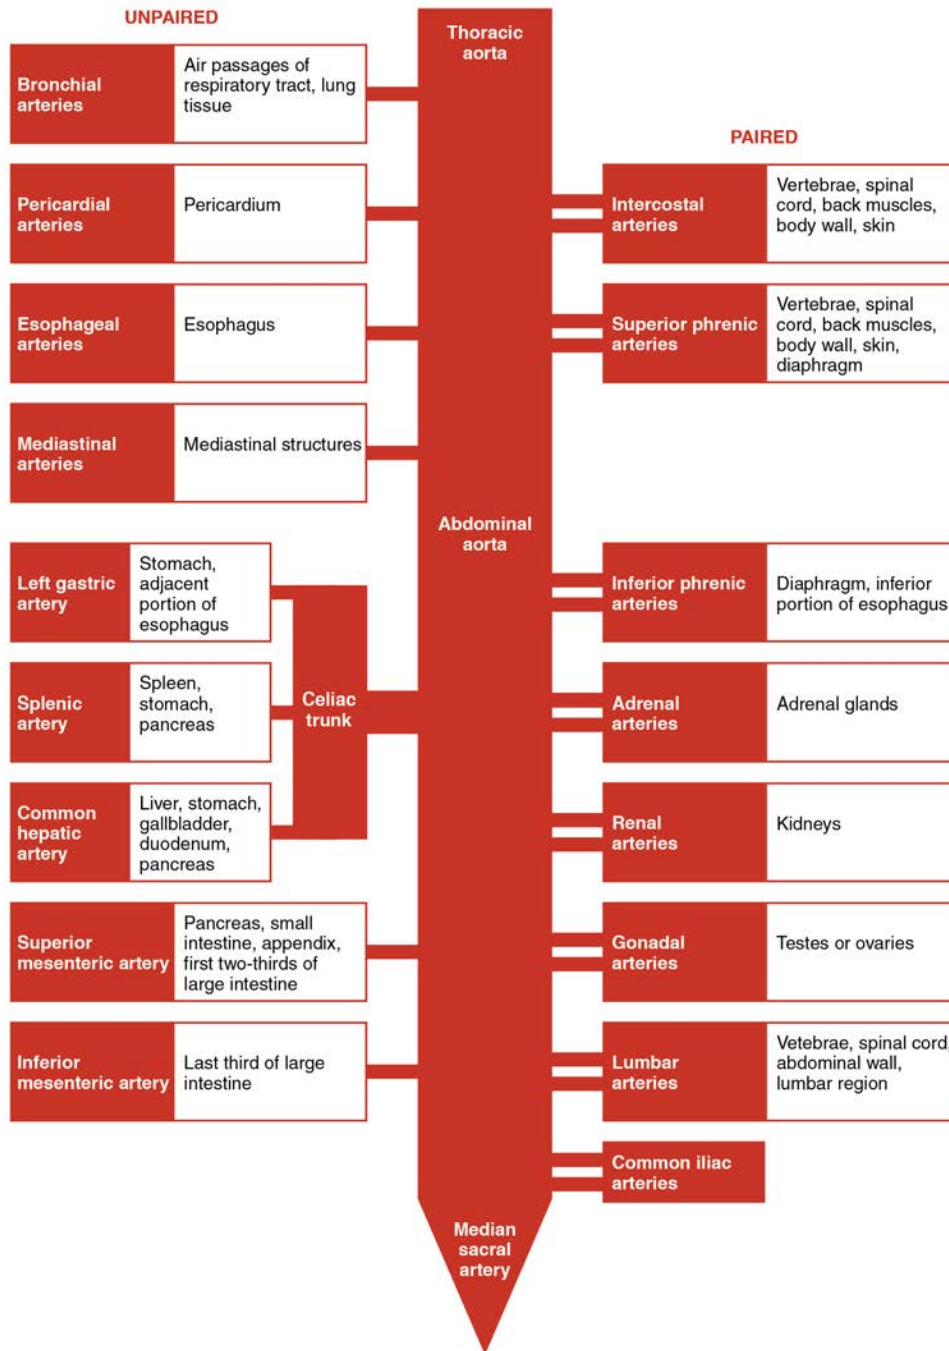 UNPAIRED
Thoracic
aorta
Bronchial
arteries
Air passages of
respiratory tract, lung
tissue
PAIRED
Pericardial
arteries
Pericardium
Intercostal
arteries
Vertebrae, spinal
cord, back muscles,
body wall, skin
Esophageal
arteries
Esophagus
Superior phrenic
arteries
Vertebrae, spinal
cord, back muscles,
body wall, skin,
diaphragm
Mediastinal
arteries
Mediastinal structures
Abdominal
aorta
Left gastric
artery
Stomach,
adjacent
portion of
esophagus
Inferior phrenic
arteries
Diaphragm, inferior
portion of esophagus
Splenic
artery
Spleen,
stomach,
pancreas
Celiac
trunk
Adrenal
arteries
Adrenal glands
Common
hepatic
artery
Liver, stomach,
gallbladder,
duodenum,
pancreas
Renal
arteries
Kidneys
Superior
mesenteric artery
Pancreas, small
intestine, appendix,
first two-thirds of
large intestine
Gonadal
arteries
Testes or ovaries
Inferior
mesenteric artery
Last third of large
intestine
Lumbar
arteries
Vetebrae, spinal cord,
abdominal wall,
lumbar region
Common iliac
arteries
Median
sacral
artery